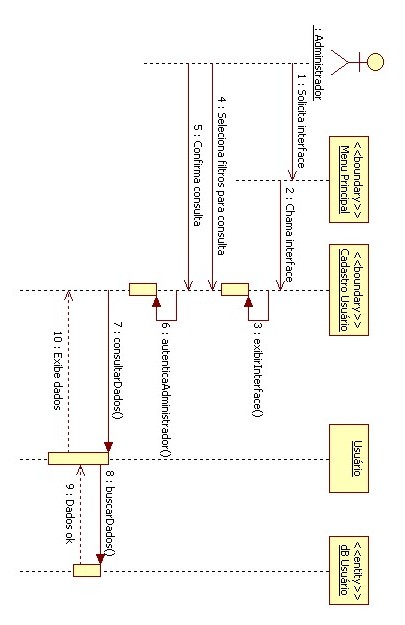 : Administrador
<<boundary>>
Menu Principal
<<boundary>>
Cadastro Usuário
Usuário
<<entity>>
dB Usuário
1 : Solicita interface
2 : Chama interface
3 : exibirInterface()
4 : Seleciona filtros para consulta
5 : Confirma consulta
6 : autenticaAdministrador()
7 : consultarDados()
8 : buscarDados()
9 : Dados ok
10 : Exibe dados